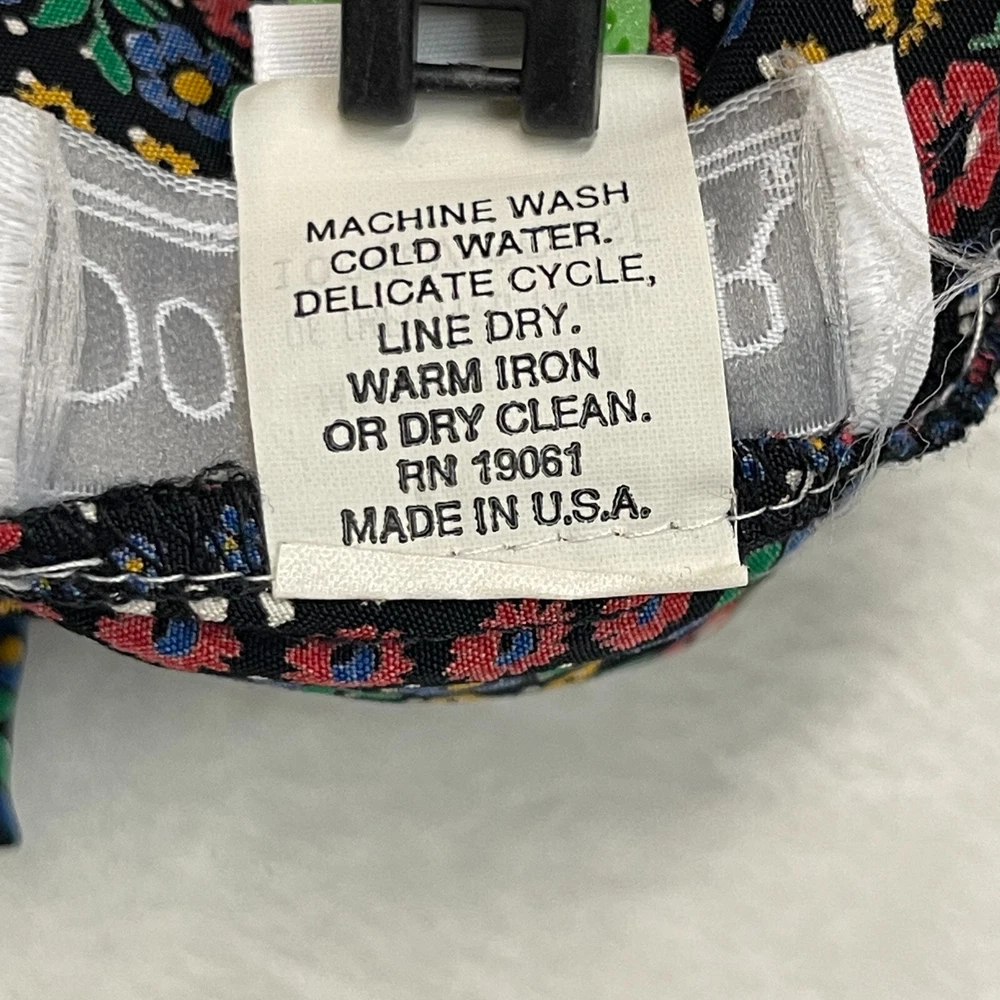 MACHINE WASH
COLD WATER.
DELICATE CYCLE,
LINE DRY.
WARM IRON
OR DRY CLEAN.
RN 19061
MADE IN U.S.A.